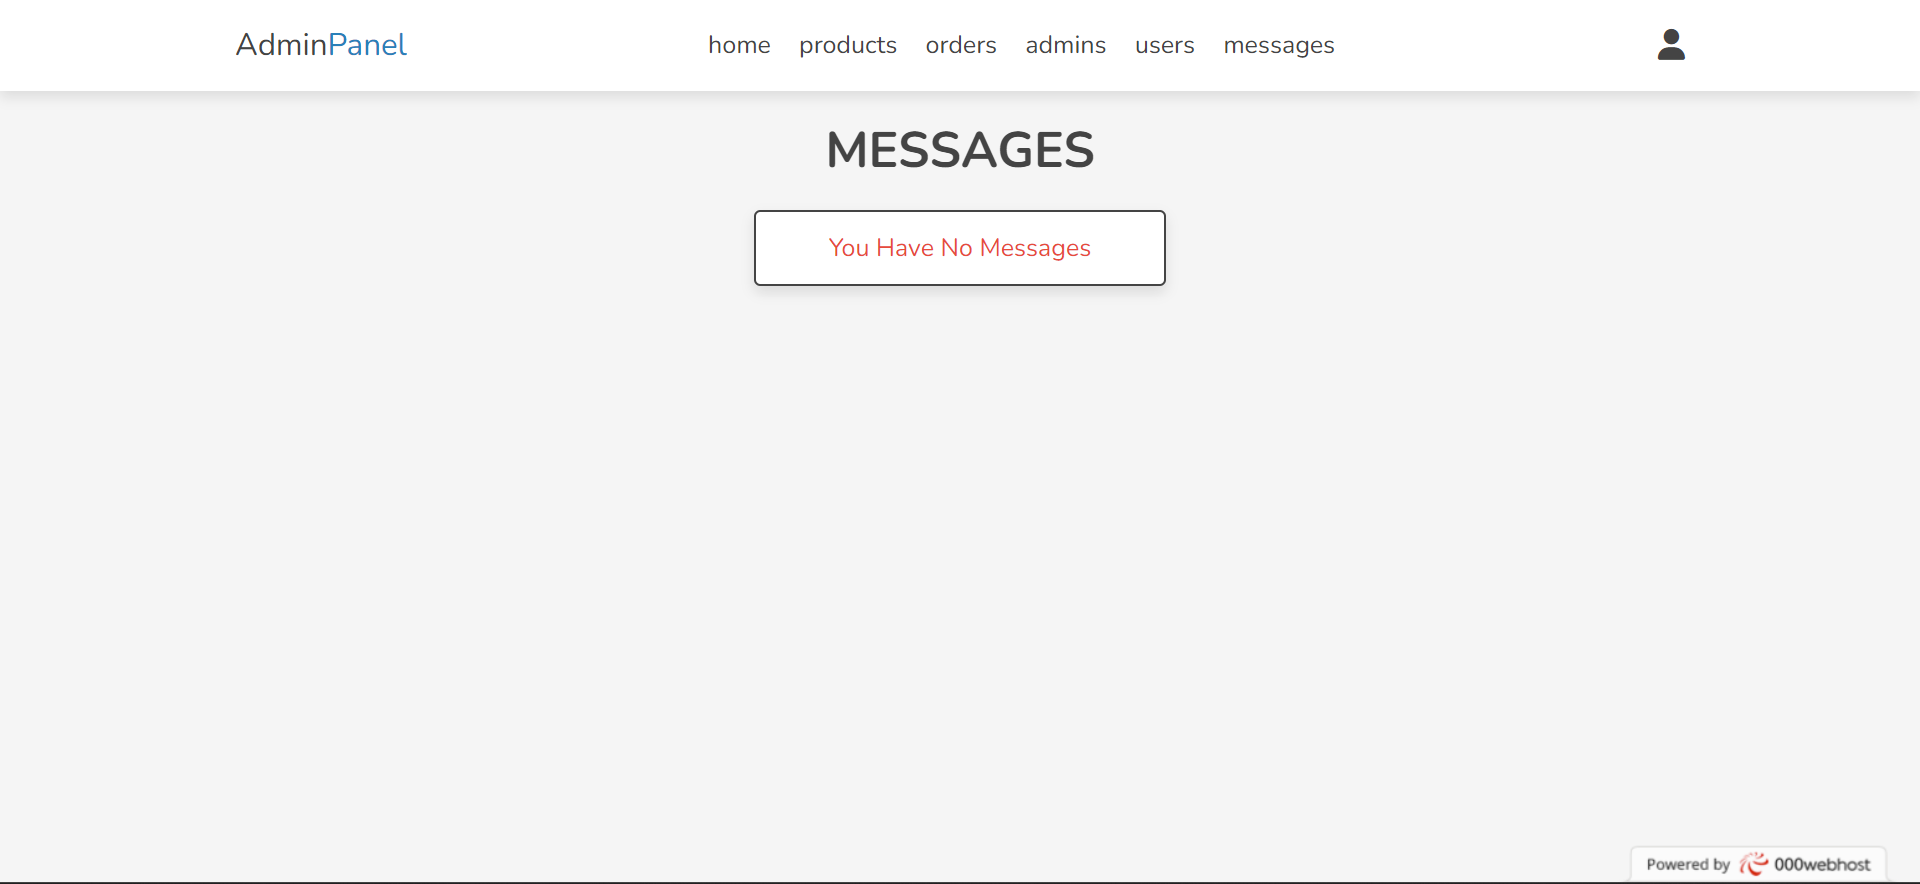 AdminPanel home products orders admins users messages
MESSAGES
You Have No Messages
Powered by 000webhost